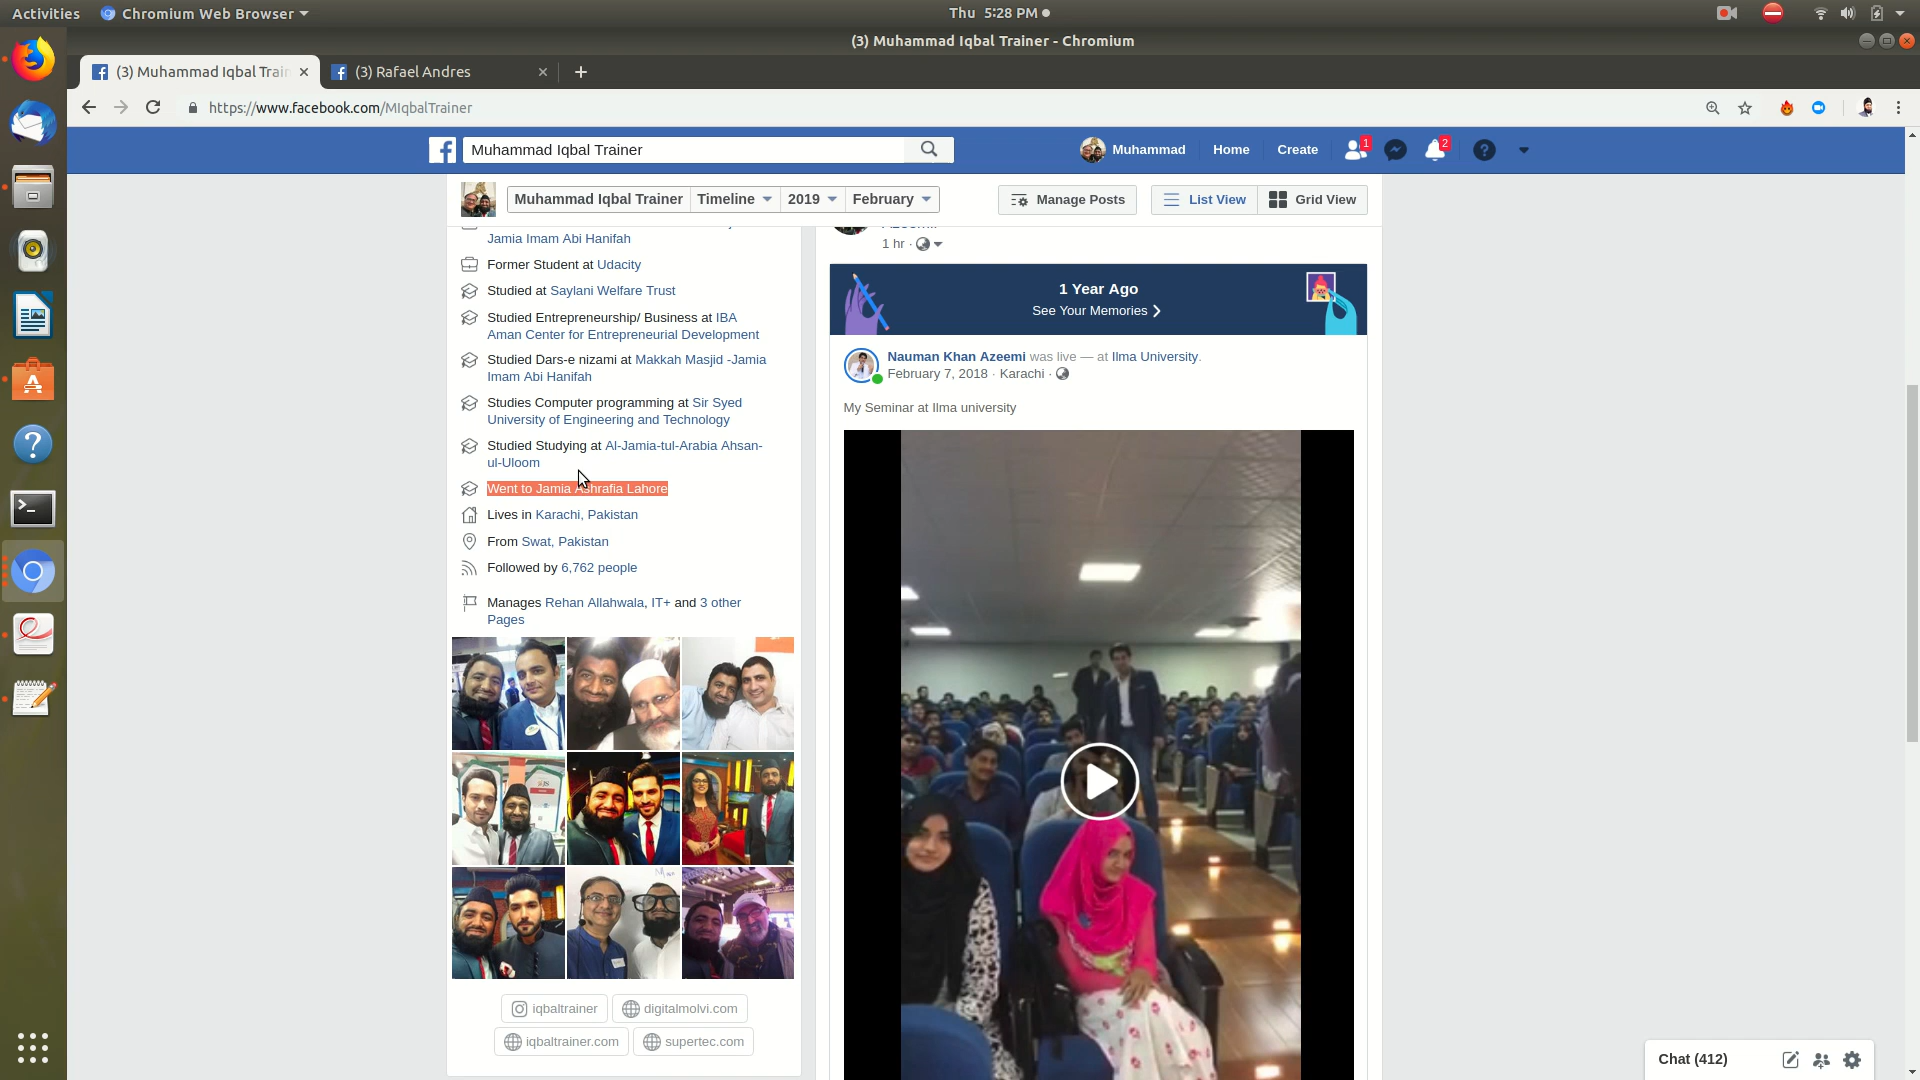 Activities Chromium Web Browser Thu 5:28 PM
(3) Muhammad Iqbal Trainer - Chromium
(3) Muhammad Iqbal Train (3) Rafael Andres
https://www.facebook.com/MIqbalTrainer
Muhammad Iqbal Trainer Muhammad Home Create 1 2
Muhammad Iqbal Trainer Timeline 2019 February Manage Posts List View Grid View
Jamia Imam Abi Hanifah
Former Student at Udacity
Studied at Saylani Welfare Trust
Studied Entrepreneurship/ Business at IBA
Aman Center for Entrepreneurial Development
Studied Dars-e nizami at Makkah Masjid -Jamia
Imam Abi Hanifah
Studies Computer programming at Sir Syed
University of Engineering and Technology
Studied Studying at Al-Jamia-tul-Arabia Ahsan-
ul-Uloom
Went to Jamia Ashrafia Lahore
Lives in Karachi, Pakistan
From Swat, Pakistan
Followed by 6,762 people
Manages Rehan Allahwala, IT+ and 3 other
Pages
iqbaltrainer digitalmolvi.com
iqbaltrainer.com supertec.com
1 hr ·
1 Year Ago
See Your Memories
Nauman Khan Azeemi was live — at Ilma University.
February 7, 2018 · Karachi ·
My Seminar at Ilma university
Chat (412)